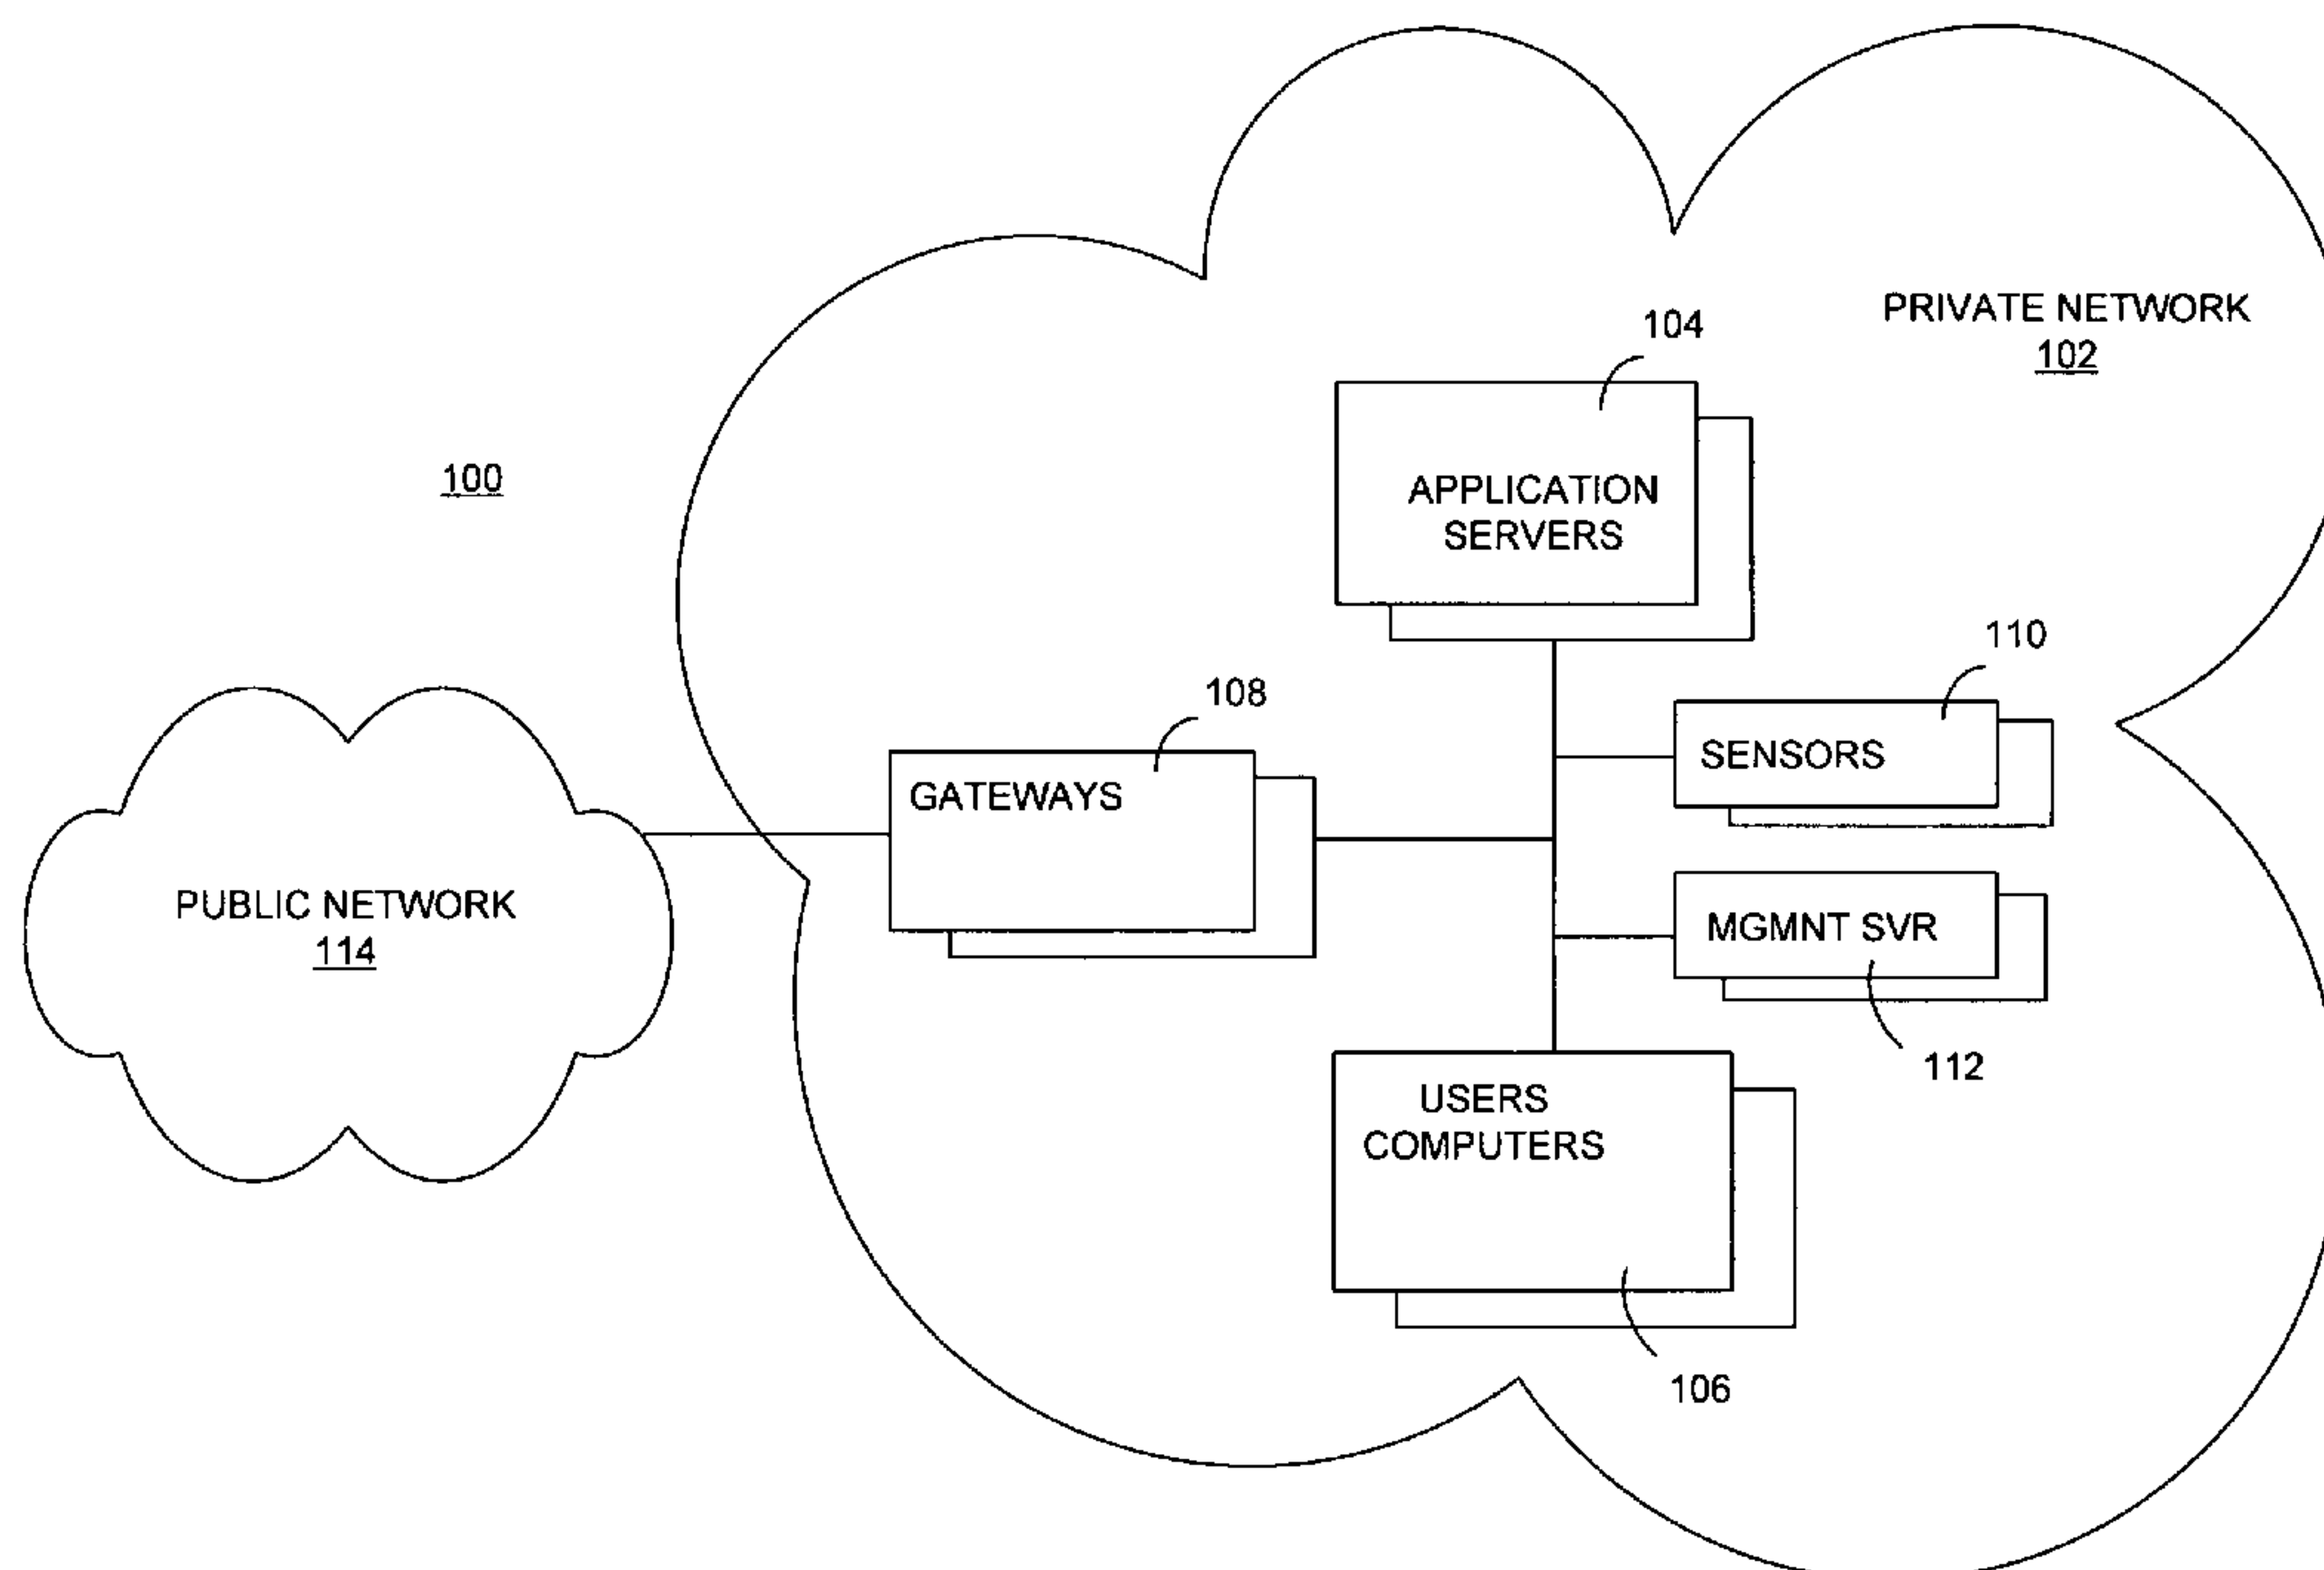 PRIVATE NETWORK
102
104
100
APPLICATION
SERVERS
110
108
SENSORS
GATEWAYS
PUBLIC NETWORK
114
MGMNT SVR
112
USERS
COMPUTERS
106